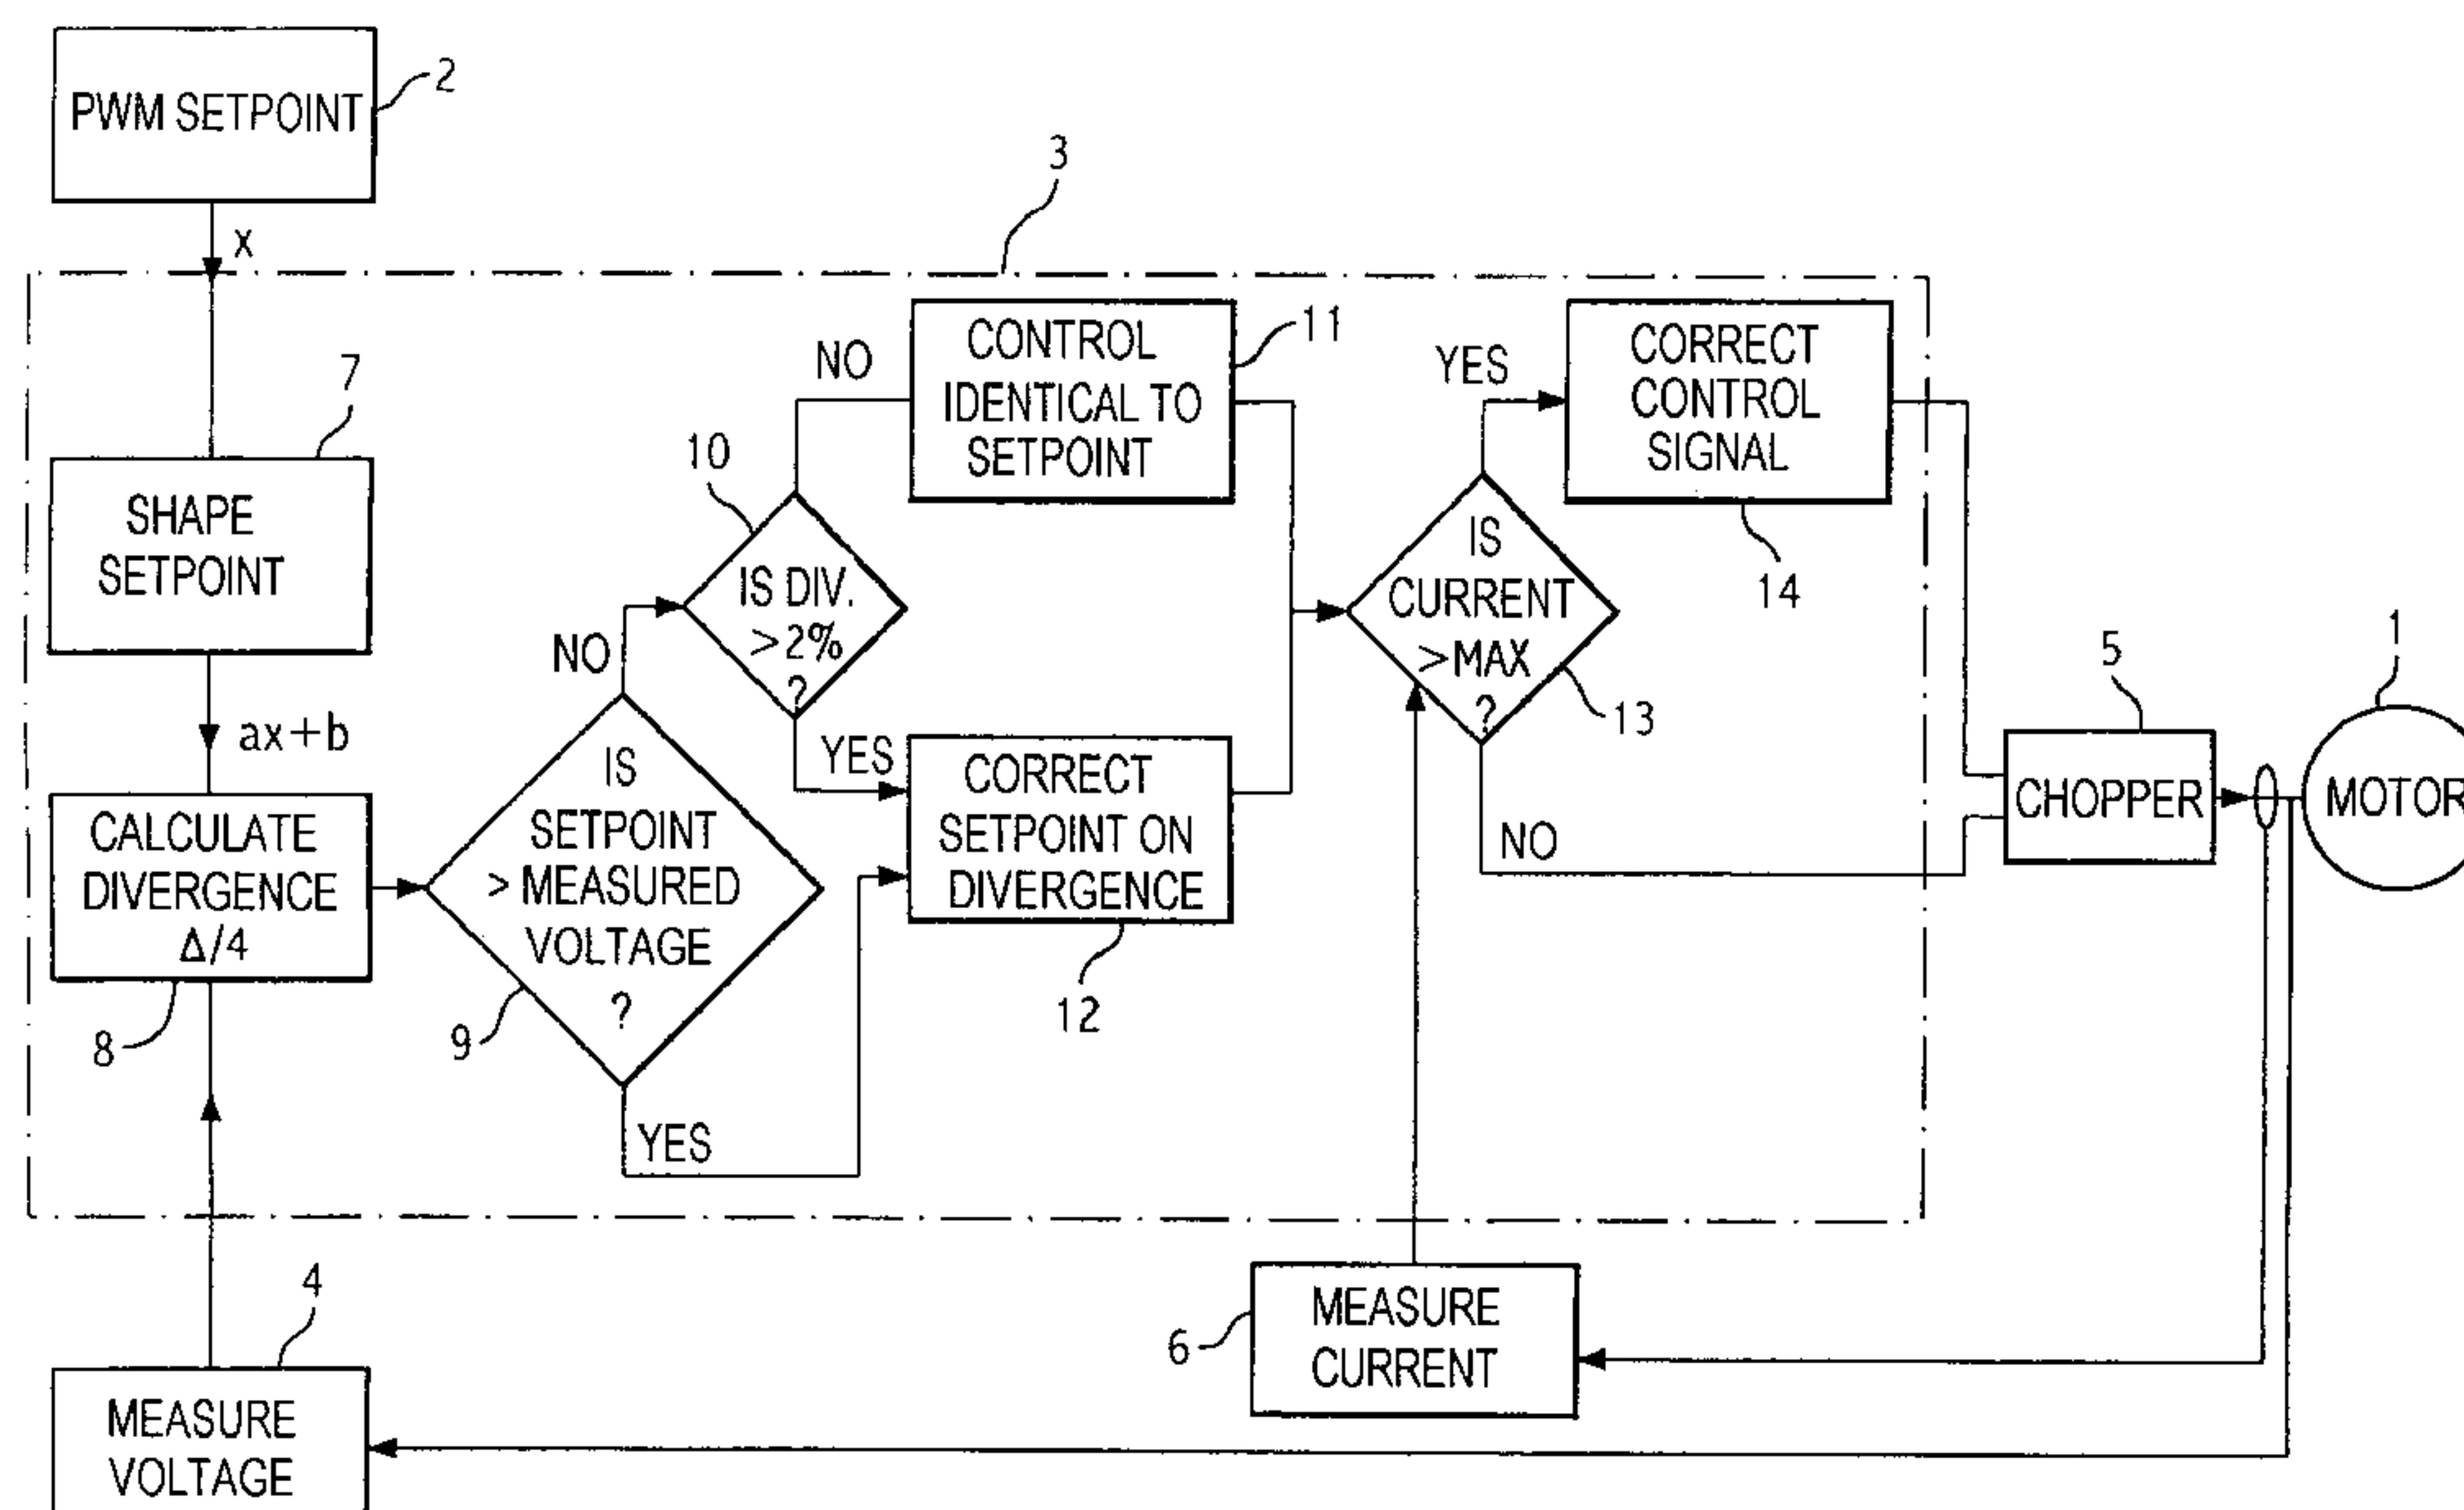 PWM SETPOINT
2
x
3
7
SHAPE
SETPOINT
ax+b
CALCULATE
DIVERGENCE
Δ/4
8
IS
SETPOINT
> MEASURED
VOLTAGE
?
9
NO
YES
10
IS DIV.
>2%
?
NO
YES
CONTROL
IDENTICAL TO
SETPOINT
11
CORRECT
SETPOINT ON
DIVERGENCE
12
IS
CURRENT
>MAX
?
13
YES
NO
CORRECT
CONTROL
SIGNAL
14
5
CHOPPER
1
MOTOR
MEASURE
CURRENT
6
4
MEASURE
VOLTAGE